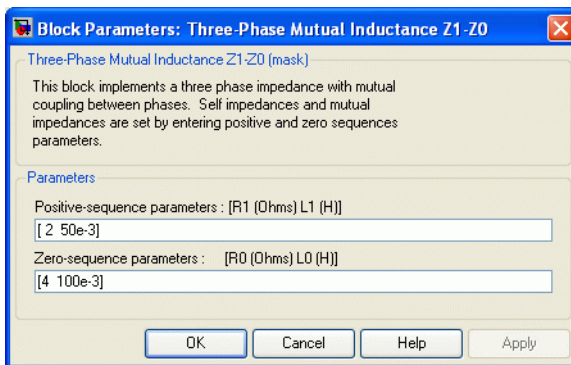 Block Parameters: Three-Phase Mutual Inductance Z1-Z0
Three-Phase Mutual Inductance Z1-Z0 (mask)
This block implements a three phase impedance with mutual
coupling between phases. Self impedances and mutual
impedances are set by entering positive and zero sequences
parameters.
Parameters
Positive-sequence parameters : [R1 (Ohms) L1 (H)]
[ 2 50e-3]
Zero-sequence parameters : [R0 (Ohms) L0 (H)]
[4 100e-3]
OK Cancel Help Apply